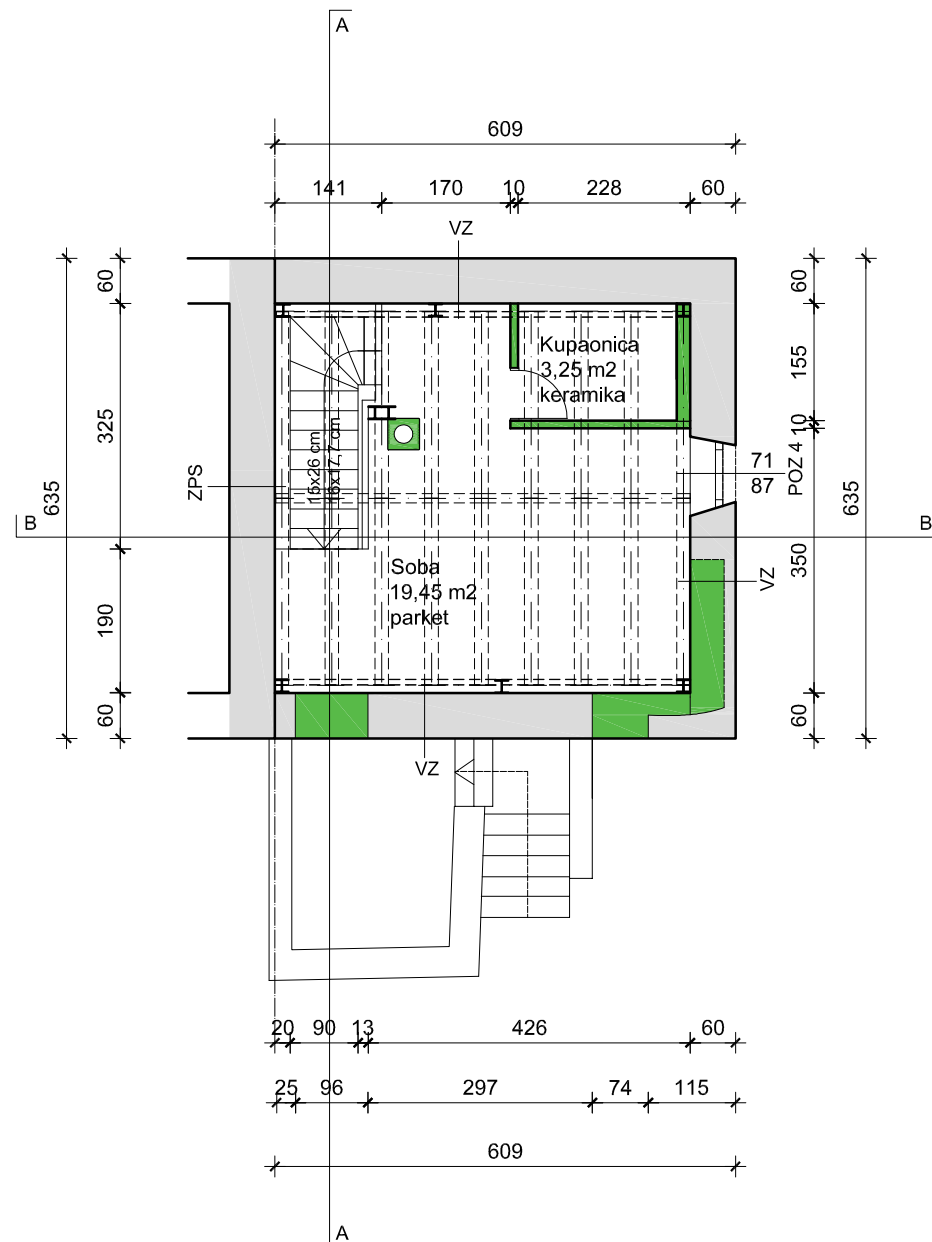 A
609
141 170 10 228 60
VZ
60
325
190
60
635
60
155
10
350
60
635
Kupaonica
3,25 m2
keramika
15x26 cm
16x17,7 cm
ZPS
71
87
POZ 4
B
B
Soba
19,45 m2
parket
VZ
VZ
20 90 13 426 60
25 96 297 74 115
609
A